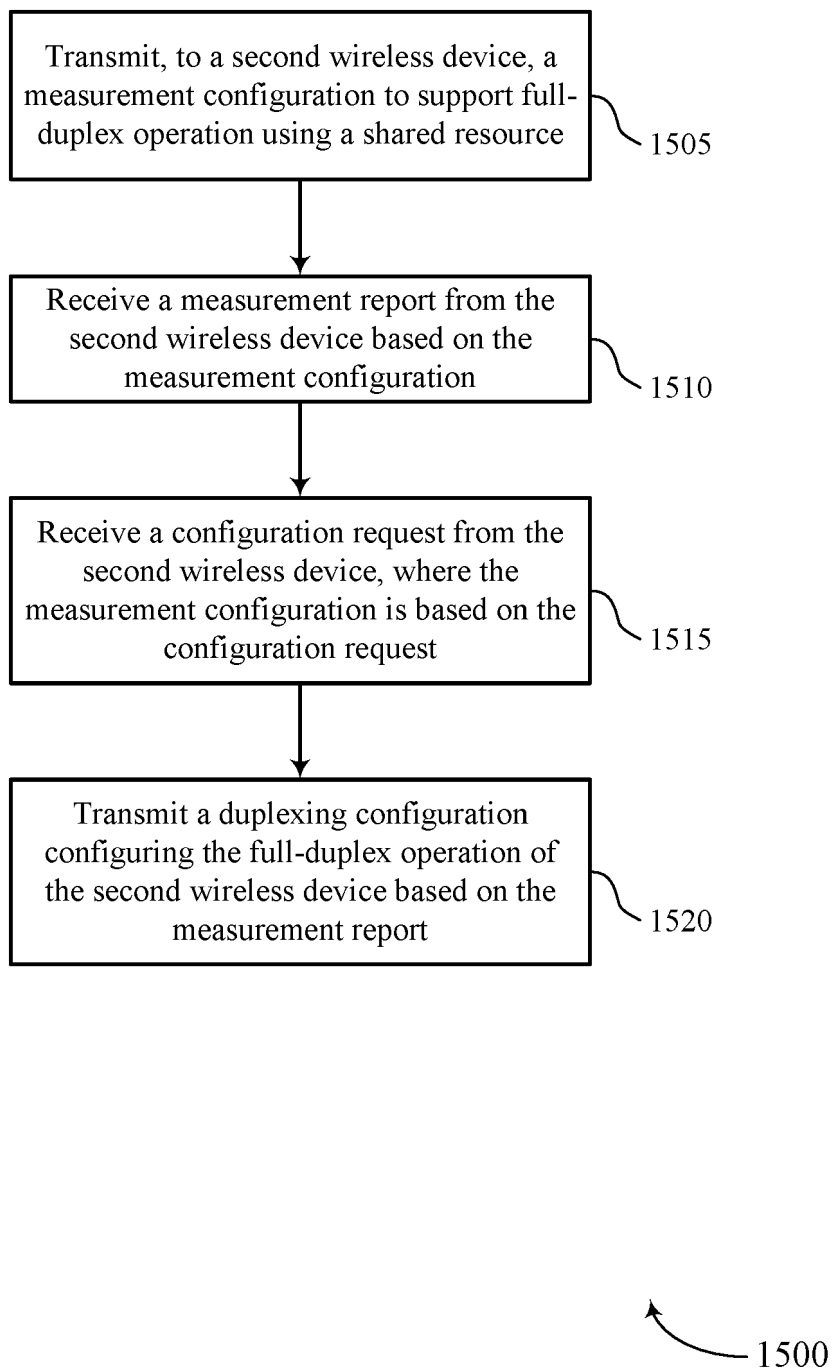 Transmit, to a second wireless device, a
measurement configuration to support full-
duplex operation using a shared resource
1505
Receive a measurement report from the
second wireless device based on the
measurement configuration
1510
Receive a configuration request from the
second wireless device, where the
measurement configuration is based on the
configuration request
1515
Transmit a duplexing configuration
configuring the full-duplex operation of
the second wireless device based on the
measurement report
1520
1500